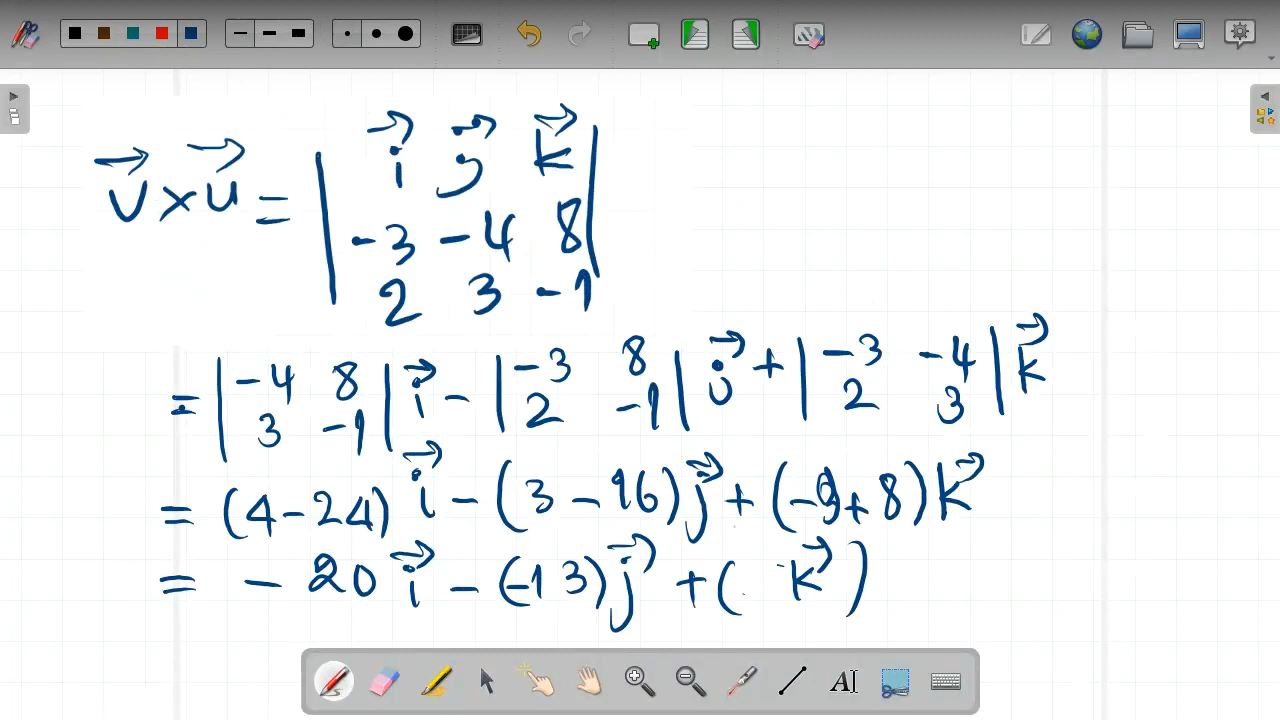 v⃗ × u⃗ = | i⃗ j⃗ k⃗ |
| -3 -4 8 |
| 2 3 -1 |
= | -4 8 | i⃗ - | -3 8 | j⃗ + | -3 -4 | k⃗
| 3 -1 | | 2 -1 | | 2 3 |
= (4-24) i⃗ - (3-16) j⃗ + (-9+8) k⃗
= -20 i⃗ - (-13) j⃗ + ( k⃗ )